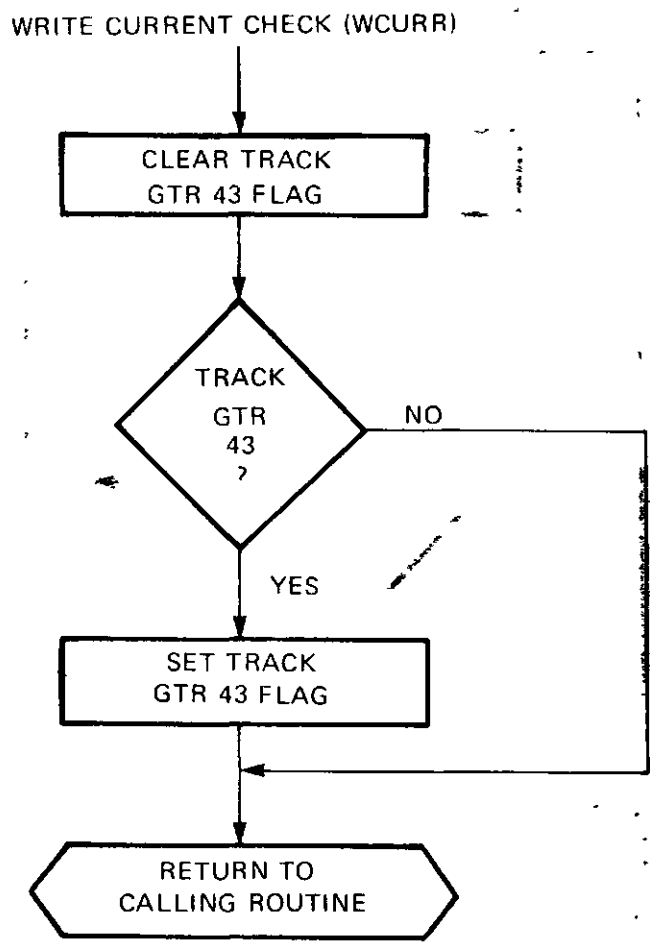 WRITE CURRENT CHECK (WCURR)
CLEAR TRACK
GTR 43 FLAG
TRACK
GTR
43
?
NO
YES
SET TRACK
GTR 43 FLAG
RETURN TO
CALLING ROUTINE